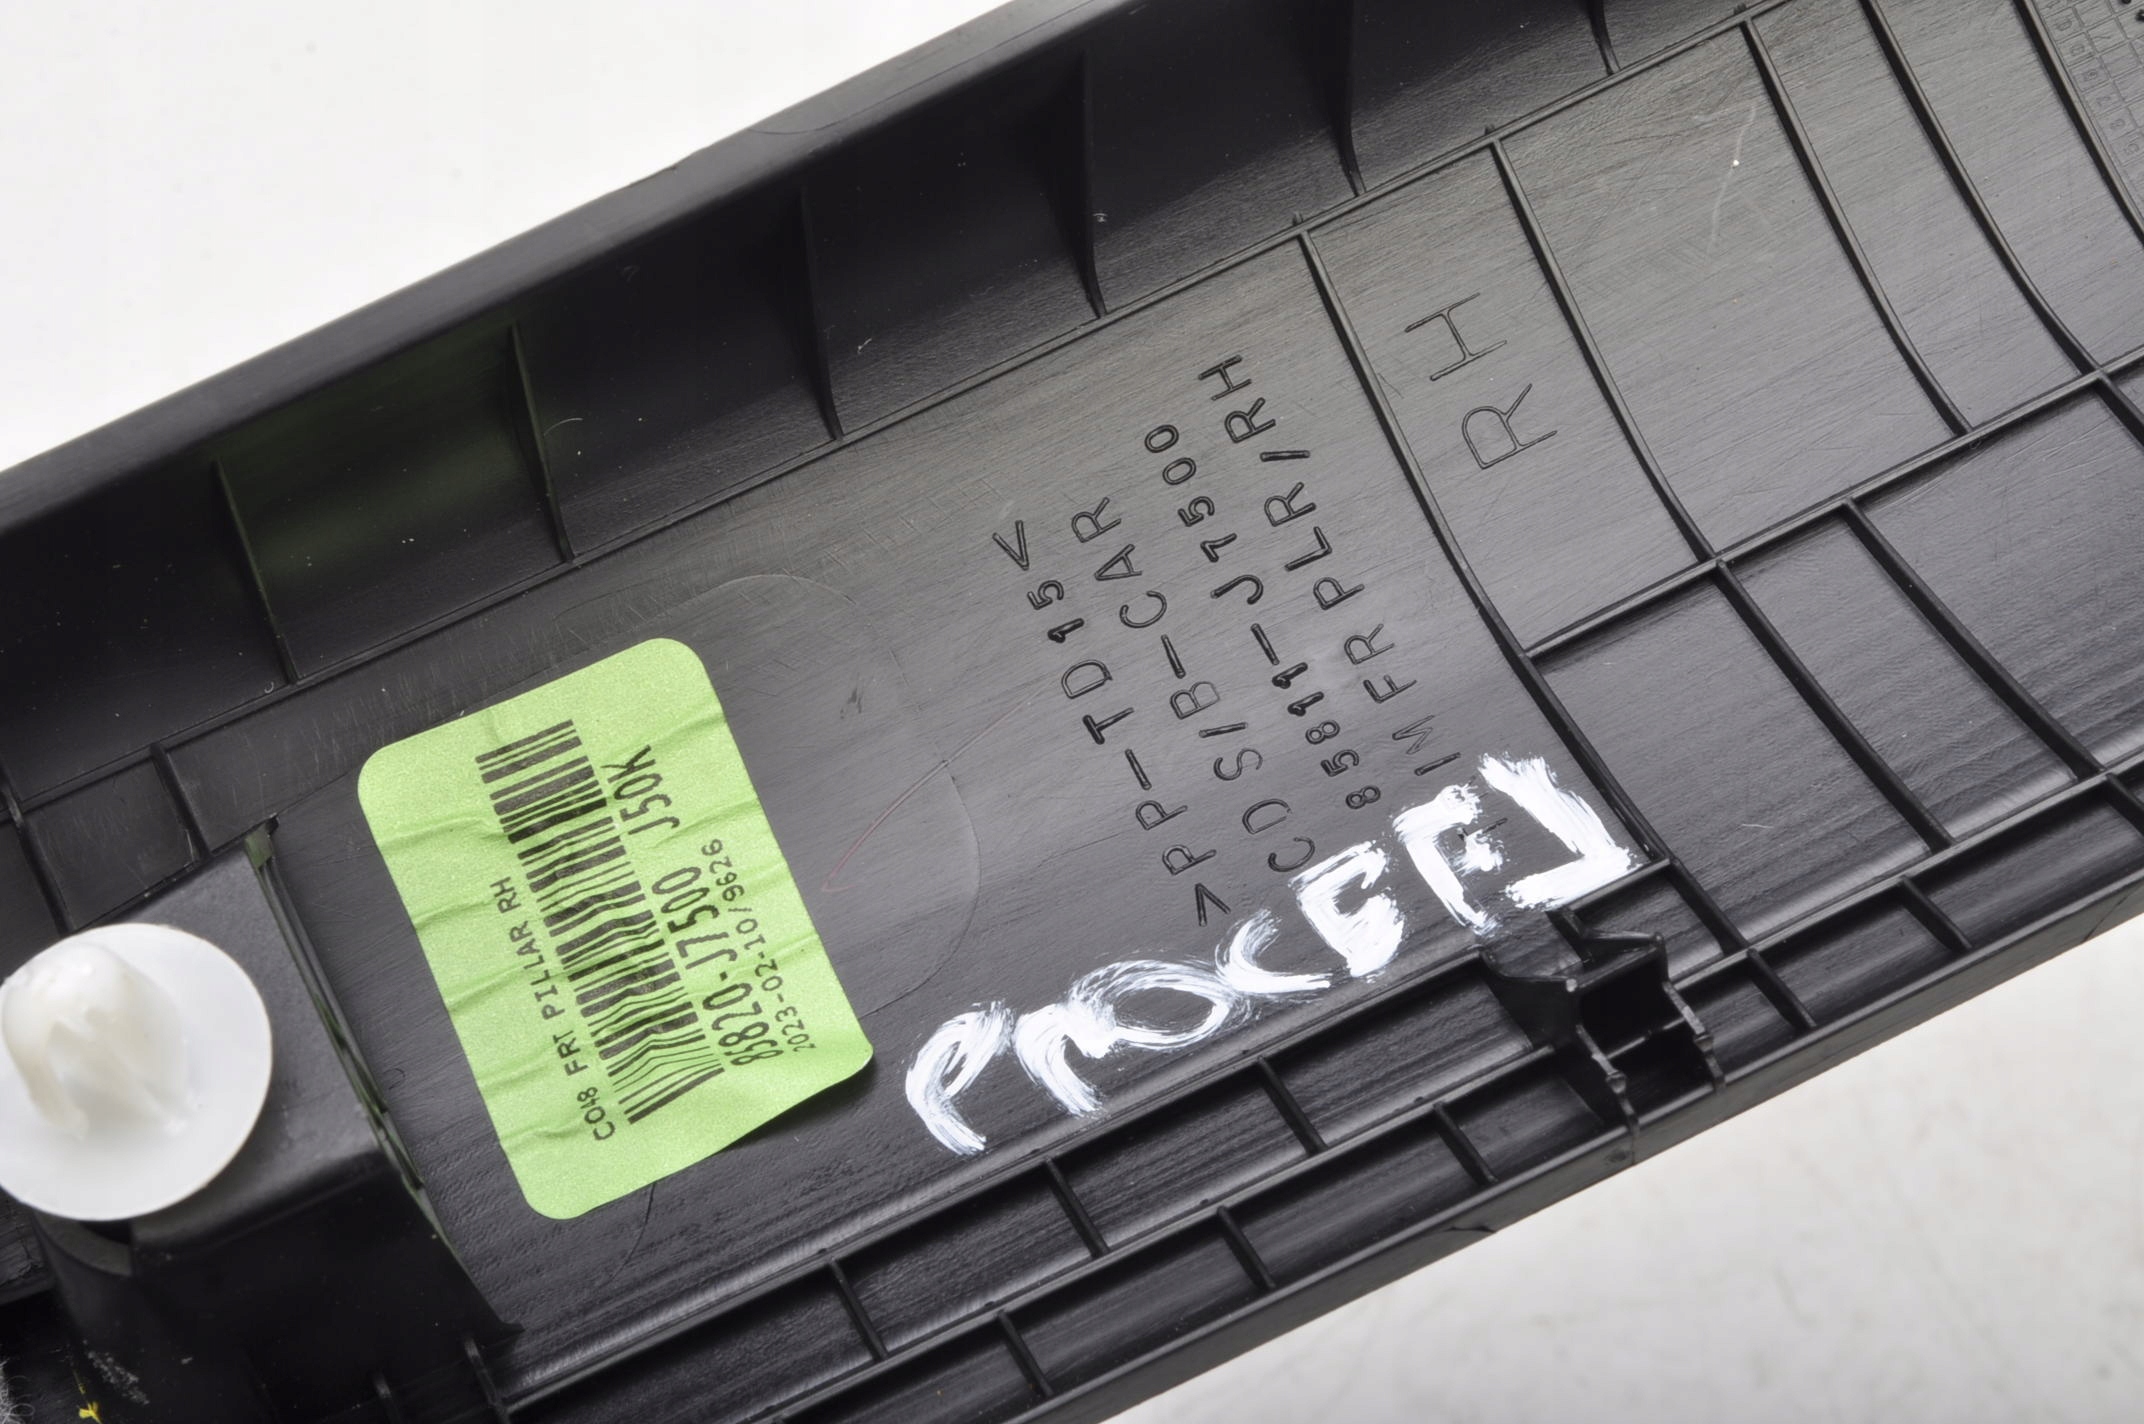 CO48 FRT PILLAR RH
85820-J7500 J50K
2023-02-10/9626
>PP-TD15<
CD S/B-CAR
85811-J7500
IM FR PLR/RH
RH